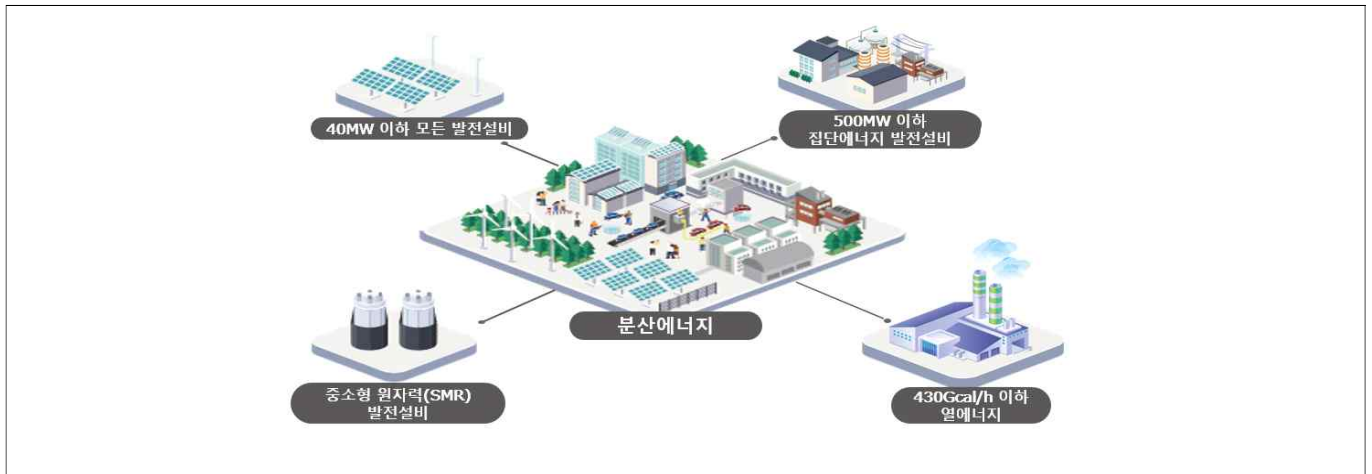 40MW 이하 모든 발전설비
500MW 이하
집단에너지 발전설비
분산에너지
중소형 원자력(SMR)
발전설비
430Gcal/h 이하
열에너지